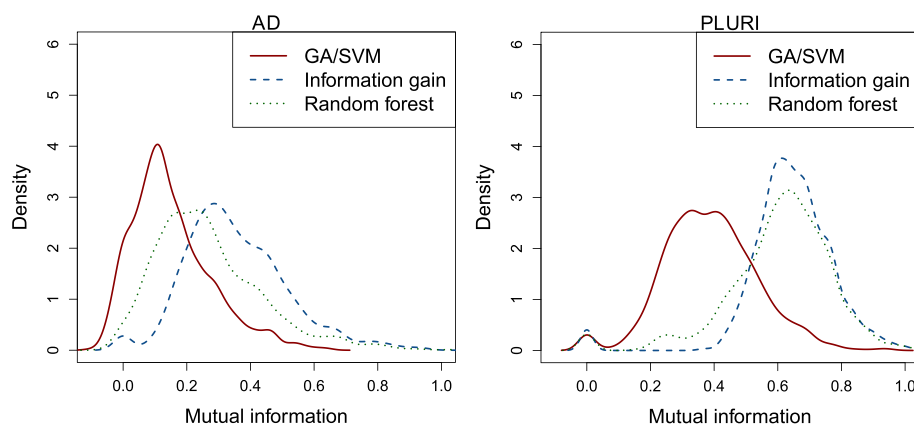 AD
GA/SVM
Information gain
Random forest
Density
0 1 2 3 4 5 6
0.0 0.2 0.4 0.6 0.8 1.0
Mutual information
PLURI
GA/SVM
Information gain
Random forest
Density
0 1 2 3 4 5 6
0.0 0.2 0.4 0.6 0.8 1.0
Mutual information